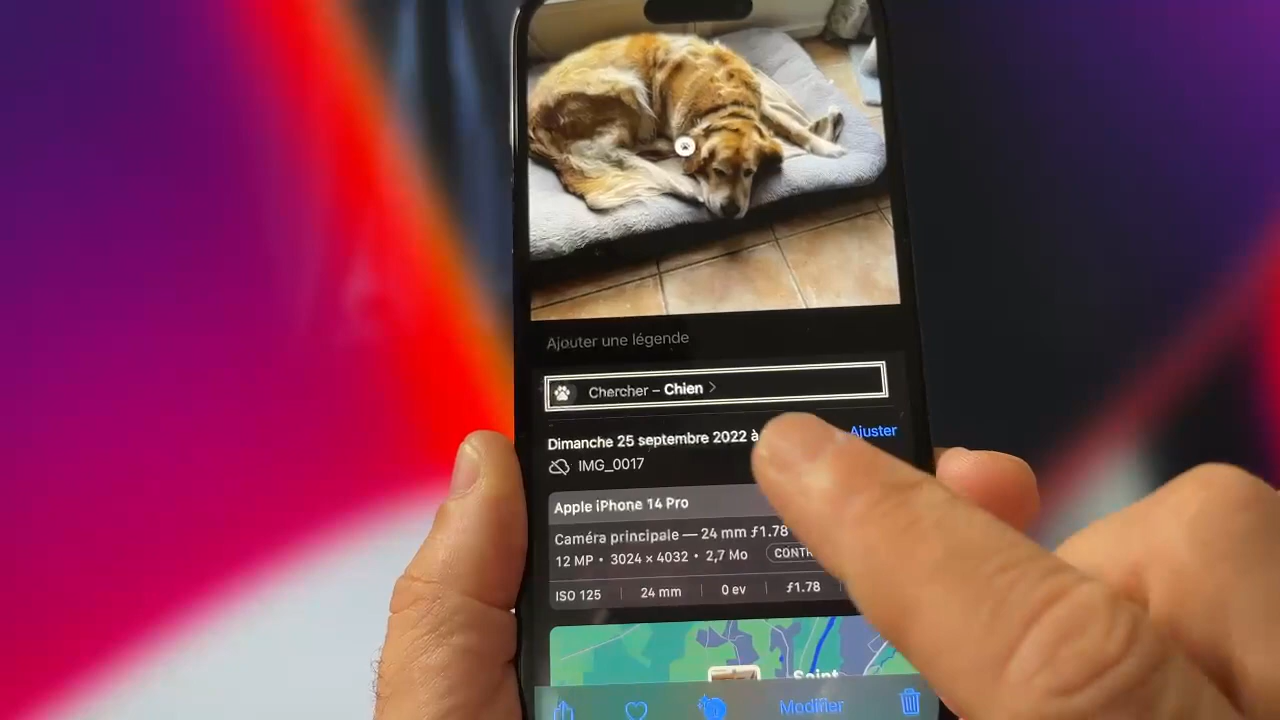 Ajouter une légende
Chercher – Chien >
Dimanche 25 septembre 2022 à
Ajuster
IMG_0017
Apple iPhone 14 Pro
Caméra principale — 24 mm ƒ1.78
12 MP • 3024 × 4032 • 2,7 Mo
ISO 125 24 mm 0 ev ƒ1.78
Saint
Modifier